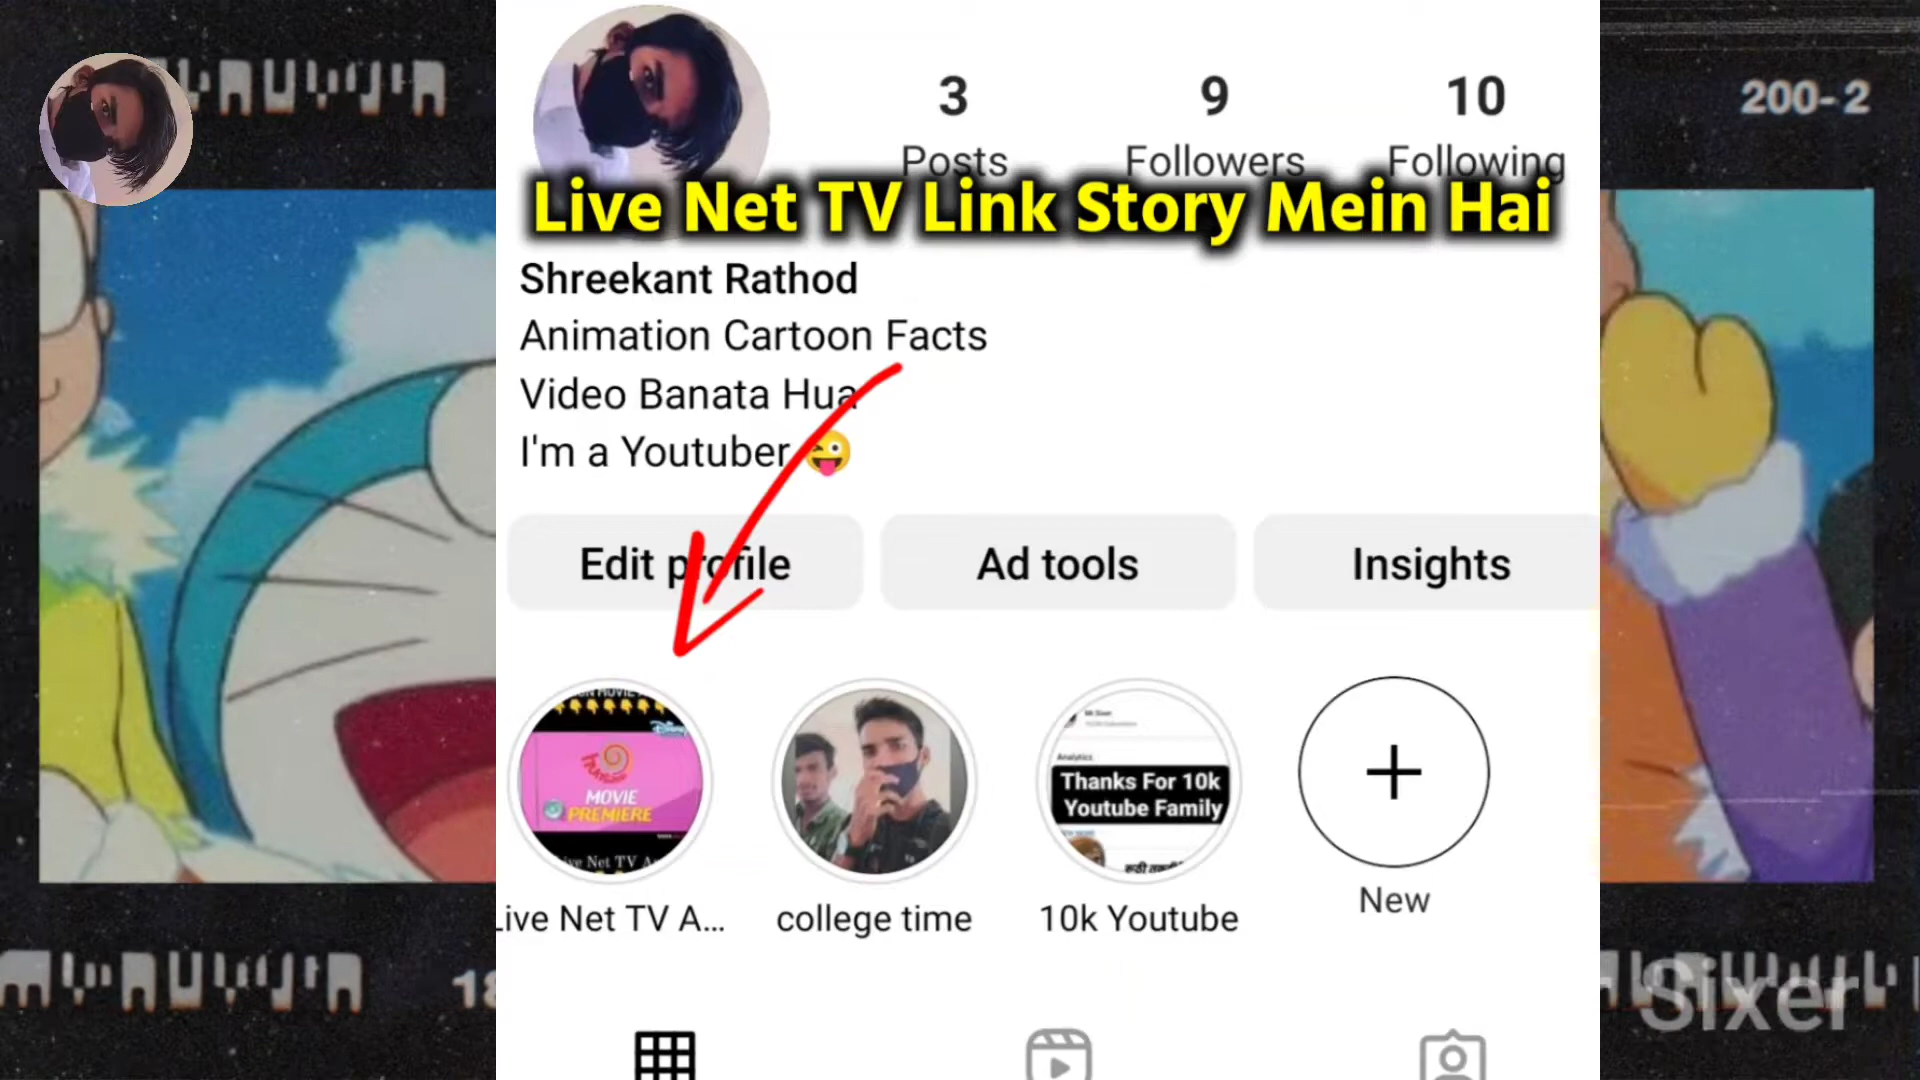 3
9
10
Posts
Followers
Following
200-2
Live Net TV Link Story Mein Hai
Shreekant Rathod
Animation Cartoon Facts
Video Banata Hua
I'm a Youtuber 😜
Edit profile
Ad tools
Insights
MOVIE
PREMIERE
Live Net TV A...
college time
Analytics
Thanks For 10k
Youtube Family
10k Youtube
New
Sixer